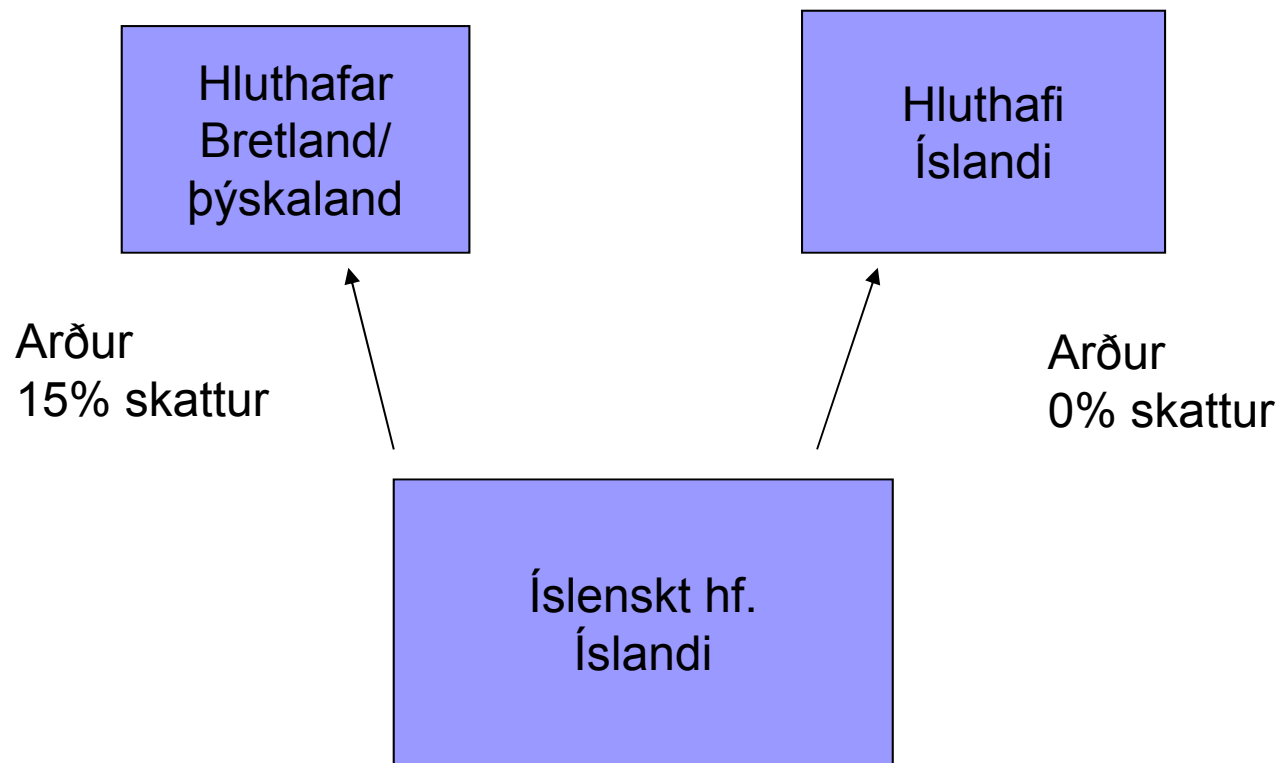 Hluthafar
Bretland/
þýskaland
Hluthafi
Íslandi
Arður
15% skattur
Arður
0% skattur
Íslenskt hf.
Íslandi